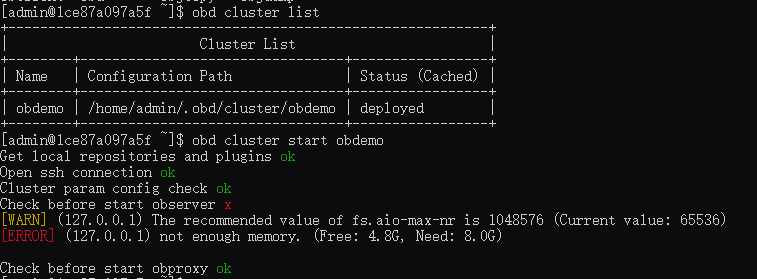 [admin@1ce87a097a5f ~]$ obd cluster list
Cluster List
| Name | Configuration Path | Status (Cached) |
| obdemo | /home/admin/.obd/cluster/obdemo | deployed |
[admin@1ce87a097a5f ~]$ obd cluster start obdemo
Get local repositories and plugins ok
Open ssh connection ok
Cluster param config check ok
Check before start observer x
[WARN] (127.0.0.1) The recommended value of fs.aio-max-nr is 1048576 (Current value: 65536)
[ERROR] (127.0.0.1) not enough memory. (Free: 4.8G, Need: 8.0G)
Check before start obproxy ok